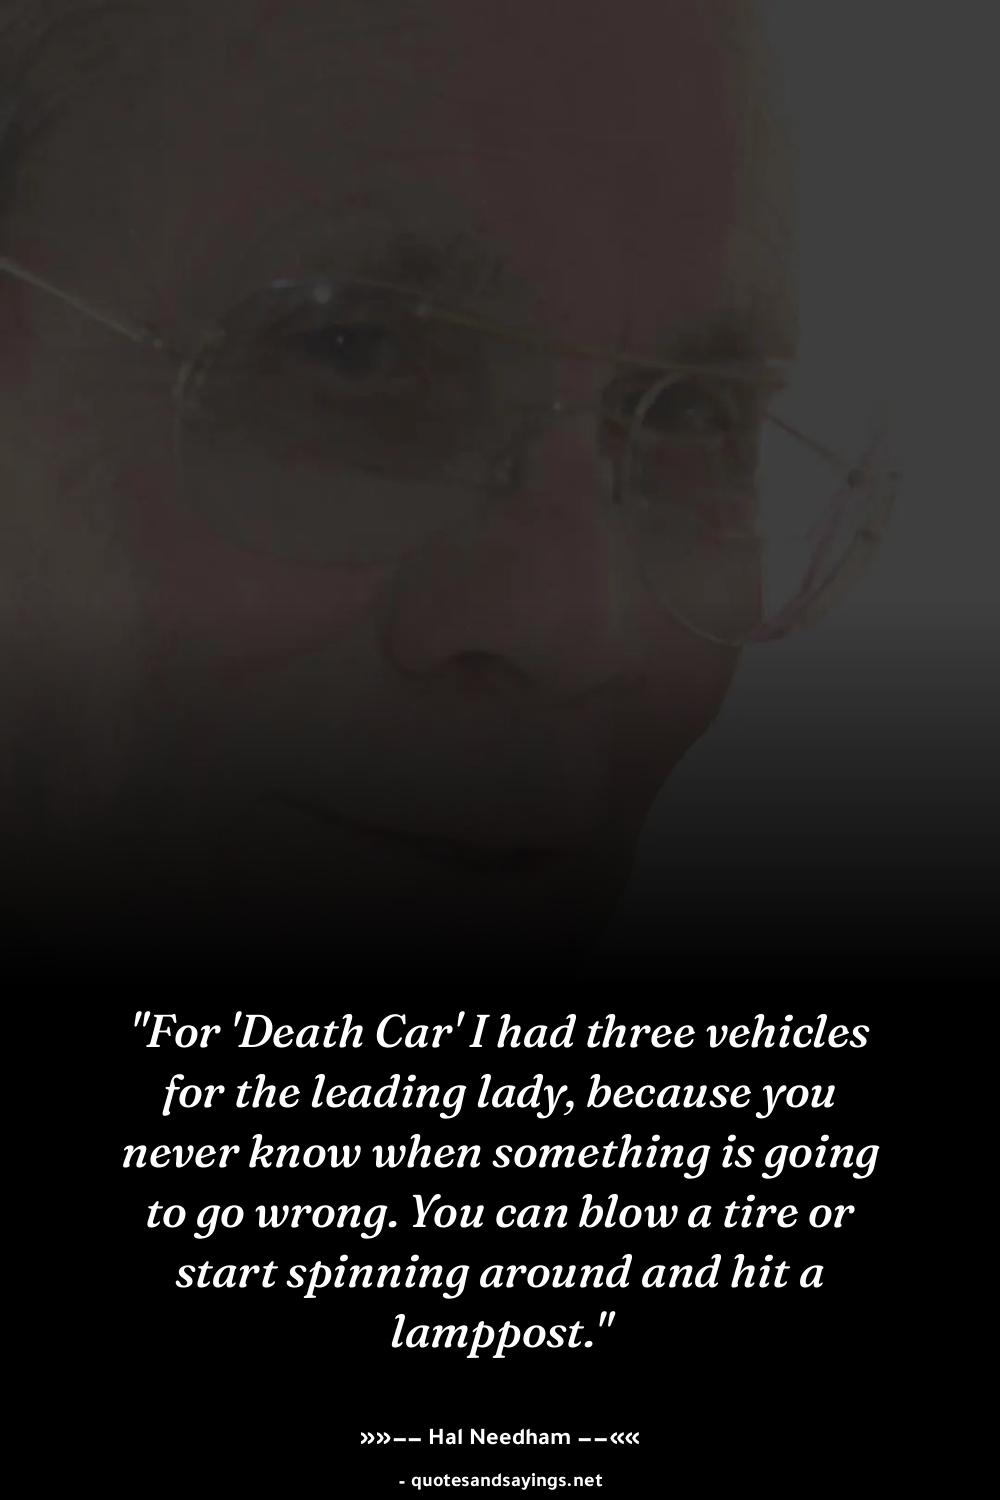 "For 'Death Car' I had three vehicles
for the leading lady, because you
never know when something is going
to go wrong. You can blow a tire or
start spinning around and hit a
lamppost."
»»–– Hal Needham ––««
- quotesandsayings.net